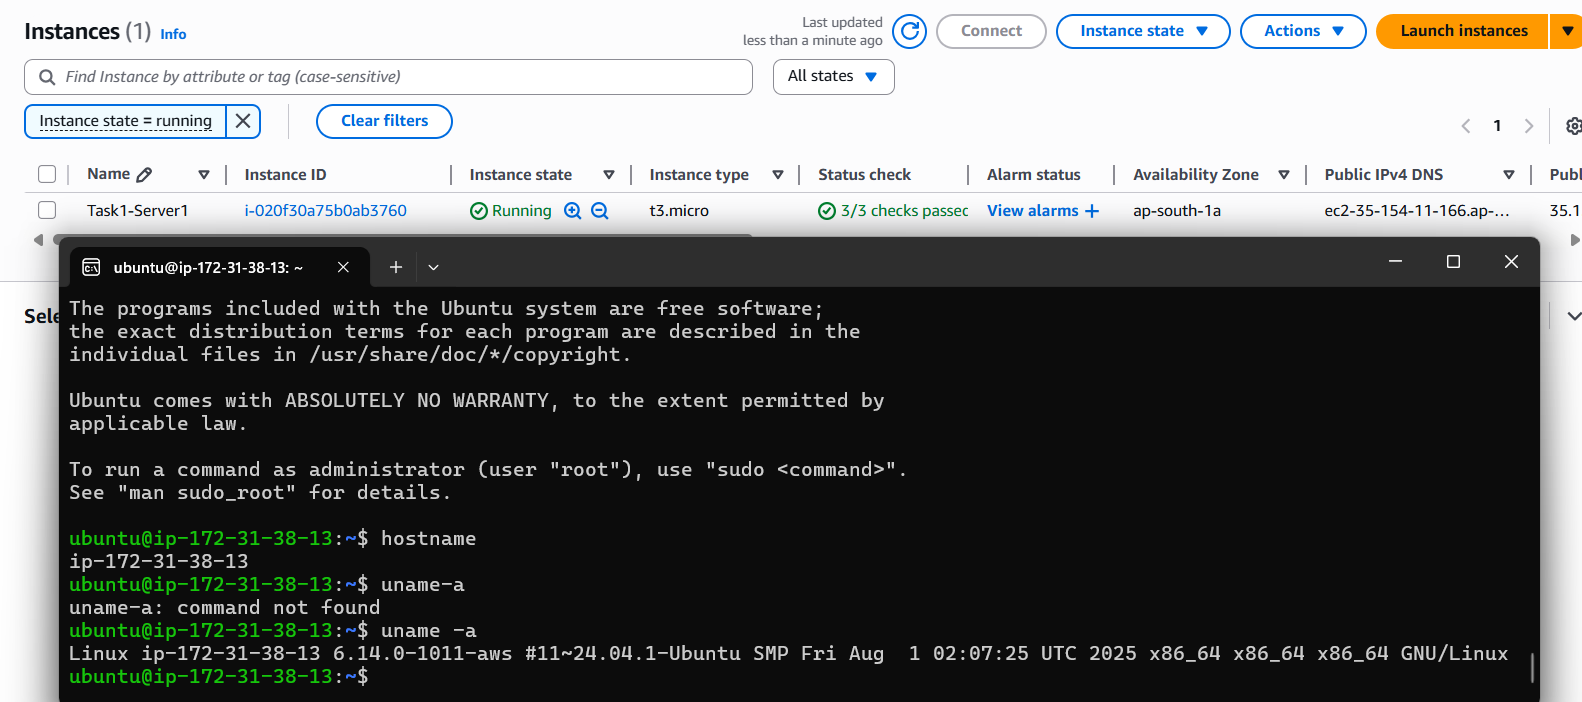 Instances (1) Info
Last updated
less than a minute ago
Connect
Instance state
Actions
Launch instances
Find Instance by attribute or tag (case-sensitive)
All states
Instance state = running
Clear filters
1
Name Instance ID Instance state Instance type Status check Alarm status Availability Zone Public IPv4 DNS Publ
Task1-Server1 i-020f30a75b0ab3760 Running t3.micro 3/3 checks passec View alarms + ap-south-1a ec2-35-154-11-166.ap-... 35.1
Sele
ubuntu@ip-172-31-38-13: ~
The programs included with the Ubuntu system are free software;
the exact distribution terms for each program are described in the
individual files in /usr/share/doc/*/copyright.
Ubuntu comes with ABSOLUTELY NO WARRANTY, to the extent permitted by
applicable law.
To run a command as administrator (user "root"), use "sudo <command>".
See "man sudo_root" for details.
ubuntu@ip-172-31-38-13:~$ hostname
ip-172-31-38-13
ubuntu@ip-172-31-38-13:~$ uname-a
uname-a: command not found
ubuntu@ip-172-31-38-13:~$ uname -a
Linux ip-172-31-38-13 6.14.0-1011-aws #11~24.04.1-Ubuntu SMP Fri Aug  1 02:07:25 UTC 2025 x86_64 x86_64 x86_64 GNU/Linux
ubuntu@ip-172-31-38-13:~$